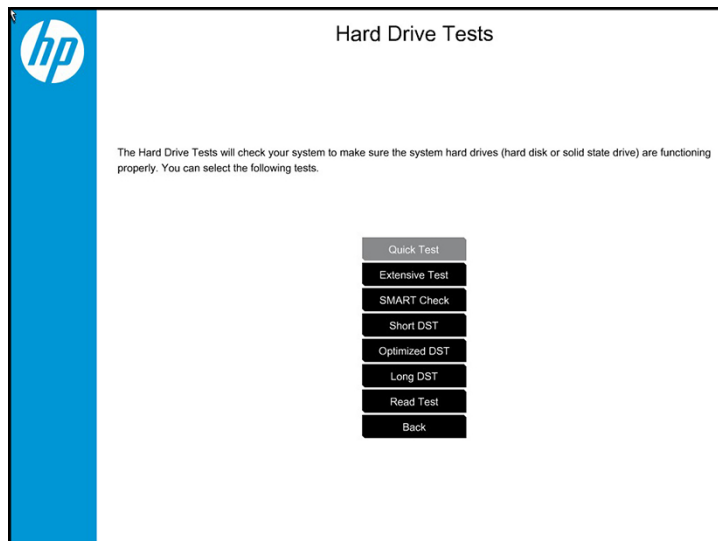 hp
Hard Drive Tests
The Hard Drive Tests will check your system to make sure the system hard drives (hard disk or solid state drive) are functioning
properly. You can select the following tests.
Quick Test
Extensive Test
SMART Check
Short DST
Optimized DST
Long DST
Read Test
Back